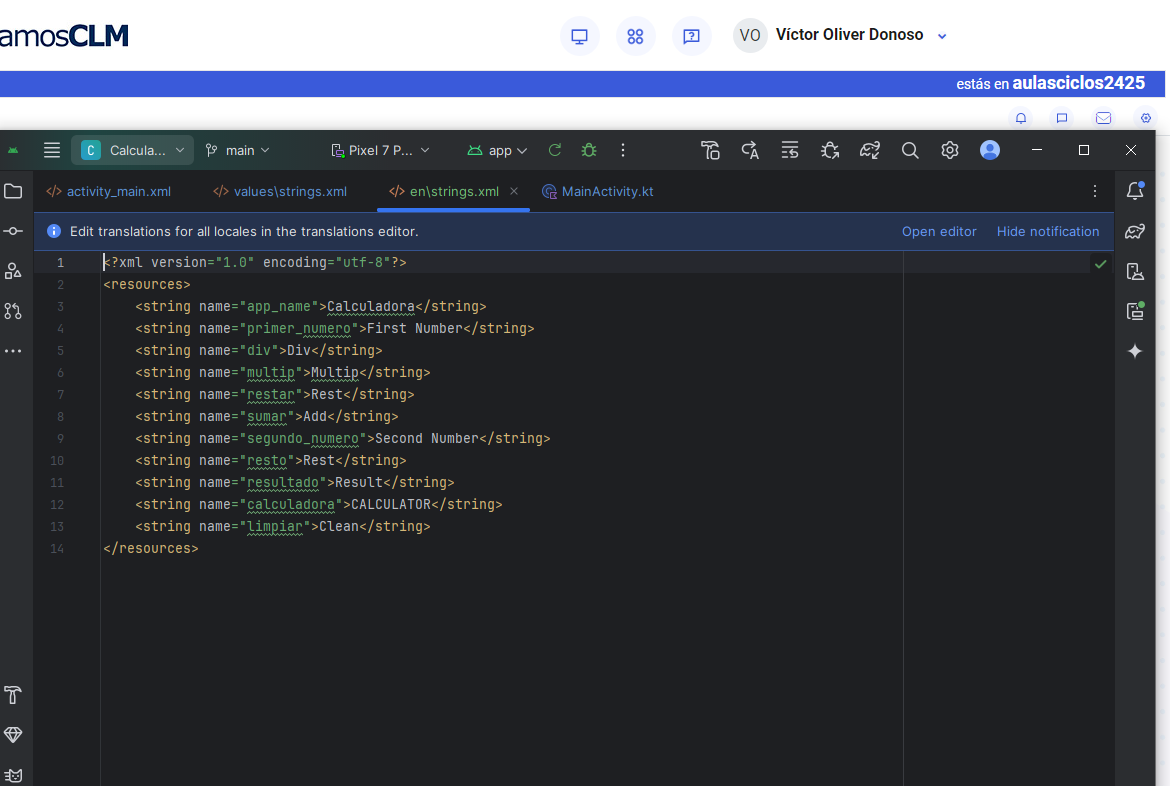 amosCLM
VO Víctor Oliver Donoso
estás en aulasciclos2425
C Calcula... main Pixel 7 P... app
</> activity_main.xml </> values\strings.xml </> en\strings.xml MainActivity.kt
Edit translations for all locales in the translations editor. Open editor Hide notification
1 <?xml version="1.0" encoding="utf-8"?>
2 <resources>
3 <string name="app_name">Calculadora</string>
4 <string name="primer_numero">First Number</string>
5 <string name="div">Div</string>
6 <string name="multip">Multip</string>
7 <string name="restar">Rest</string>
8 <string name="sumar">Add</string>
9 <string name="segundo_numero">Second Number</string>
10 <string name="resto">Rest</string>
11 <string name="resultado">Result</string>
12 <string name="calculadora">CALCULATOR</string>
13 <string name="limpiar">Clean</string>
14 </resources>